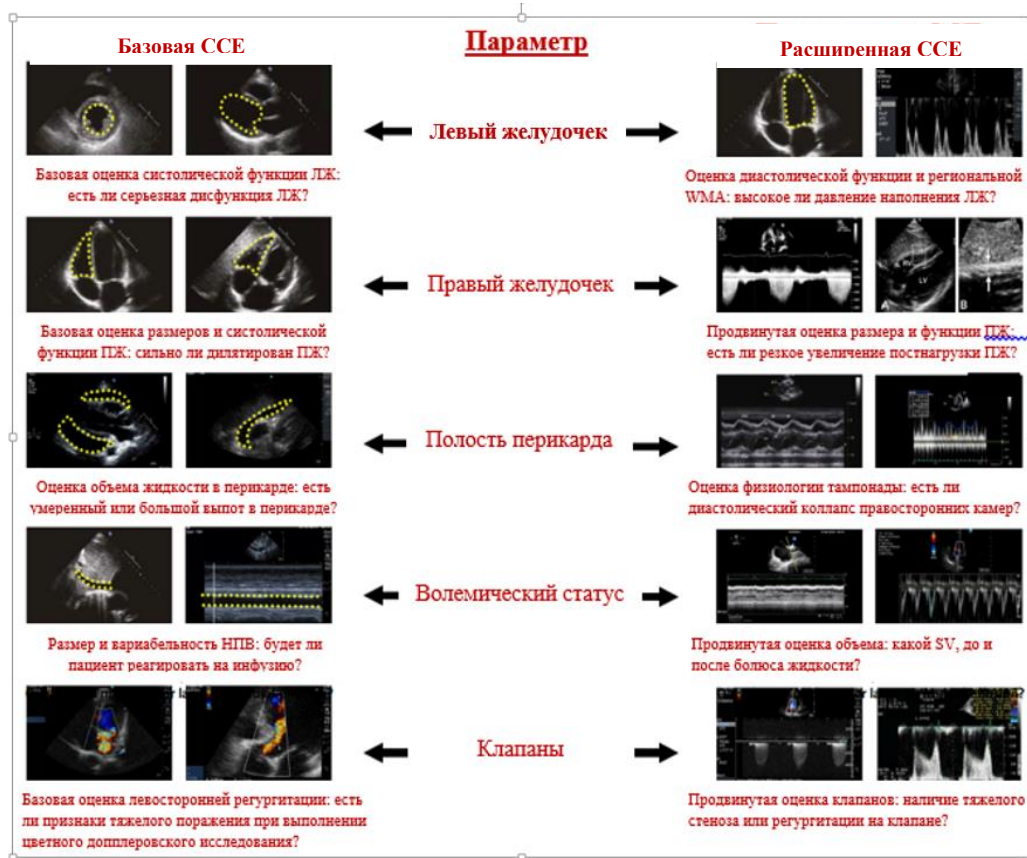 Базовая ССЕ
Параметр
Расширенная ССЕ
Левый желудочек
Базовая оценка систолической функции ЛЖ:
есть ли серьезная дисфункция ЛЖ?
Оценка диастолической функции и региональной
WMA: высокое ли давление наполнения ЛЖ?
Правый желудочек
Базовая оценка размеров и систолической
функции ПЖ: сильно ли дилятирован ПЖ?
A
B
LV
Продвинутая оценка размера и функции ПЖ:
есть ли резкое увеличение постнагрузки ПЖ?
Полость перикарда
Оценка объема жидкости в перикарде: есть
умеренный или большой выпот в перикарде?
Оценка физиологии тампонады: есть ли
диастолический коллапс правосторонних камер?
Волемический статус
Размер и вариабельность НПВ: будет ли
пациент реагировать на инфузию?
Продвинутая оценка объема: какой SV, до и
после болюса жидкости?
Клапаны
Базовая оценка левосторонней регургитации: есть
ли признаки тяжелого поражения при выполнении
цветного допплеровского исследования?
Продвинутая оценка клапанов: наличие тяжелого
стеноза или регургитации на клапане?